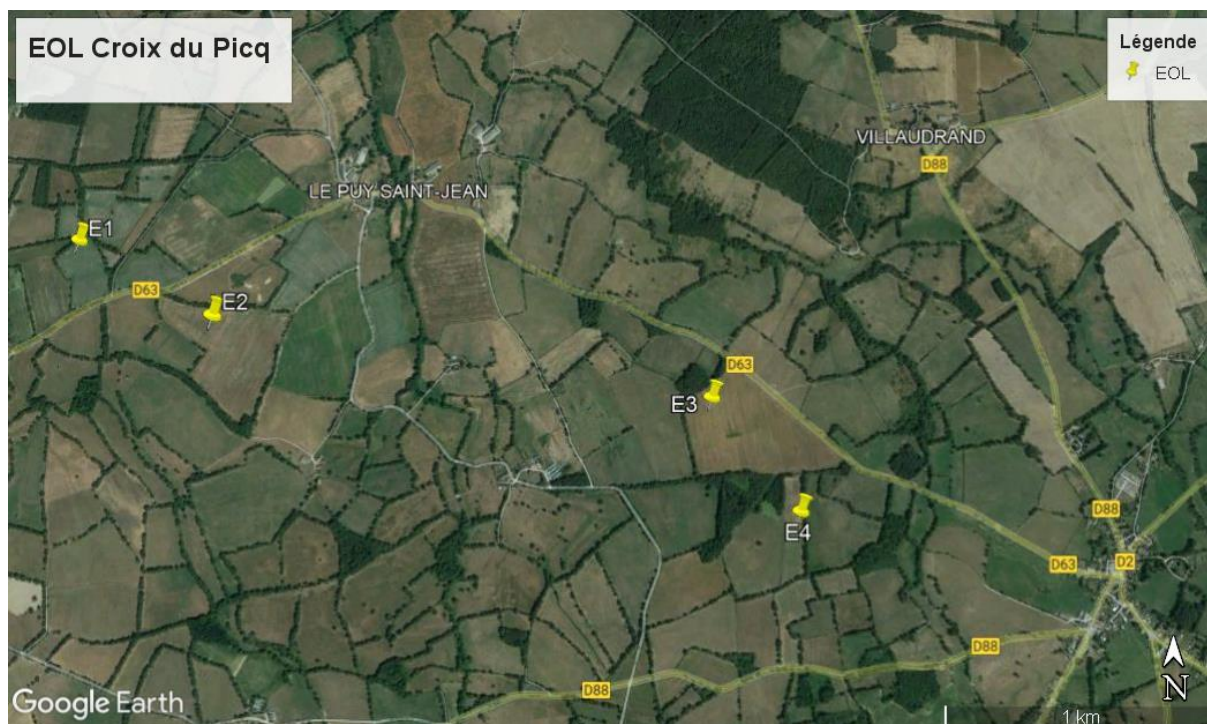 EOL Croix du Picq
Légende
EOL
VILLAUDRAND
D88
LE PUY SAINT-JEAN
E1
D63
E2
D63
E3
E4
D88
D63
D2
D88
D88
N
Google Earth
1 km